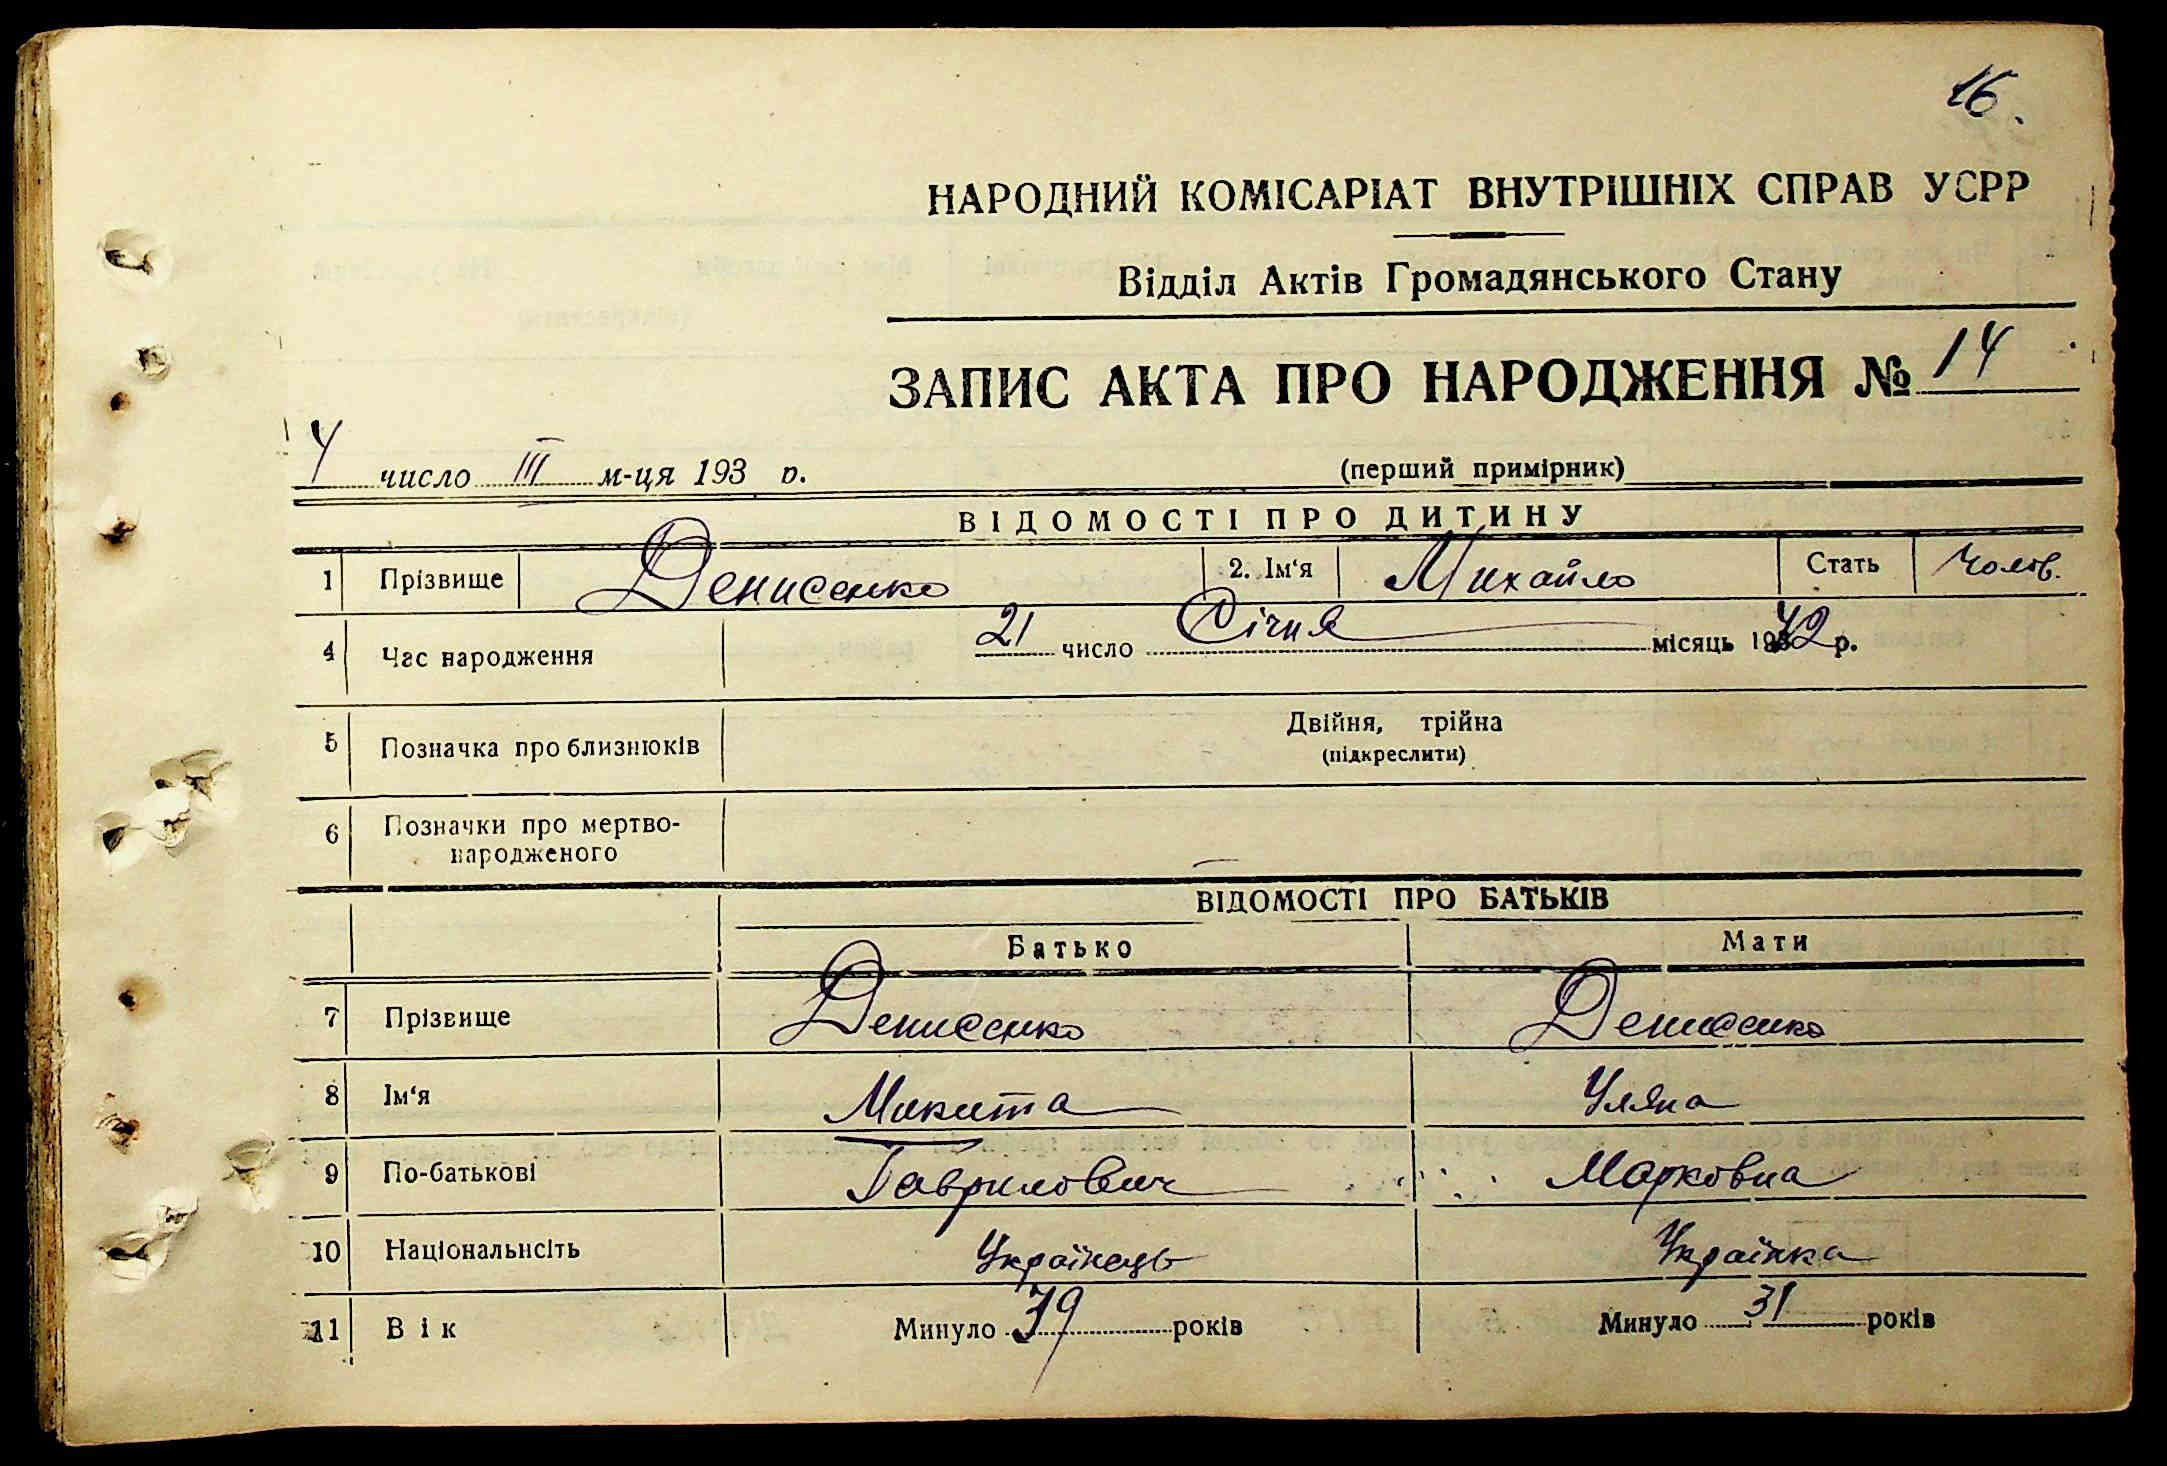 16.
НАРОДНИЙ КОМІСАРІАТ ВНУТРІШНІХ СПРАВ УСРР
Відділ Актів Громадянського Стану
ЗАПИС АКТА ПРО НАРОДЖЕННЯ № 14
4 число III м-ця 193 р.
(перший примірник)
ВІДОМОСТІ ПРО ДИТИНУ
1 Прізвище Денисенко 2. Ім'я Михайло Стать Чолов.
4 Час народження 21 число Січня місяць 1942 р.
5 Позначка про близнюків Двійня, трійна
(підкреслити)
6 Позначки про мертво-
народженого —
ВІДОМОСТІ ПРО БАТЬКІВ
Батько Мати
7 Прізвище Денисенко Денисенко
8 Ім'я Микита Уляна
9 По-батькові Гаврилович Марковна
10 Національнсіть Українець Українка
11 Вік Минуло 39 років Минуло 31 років